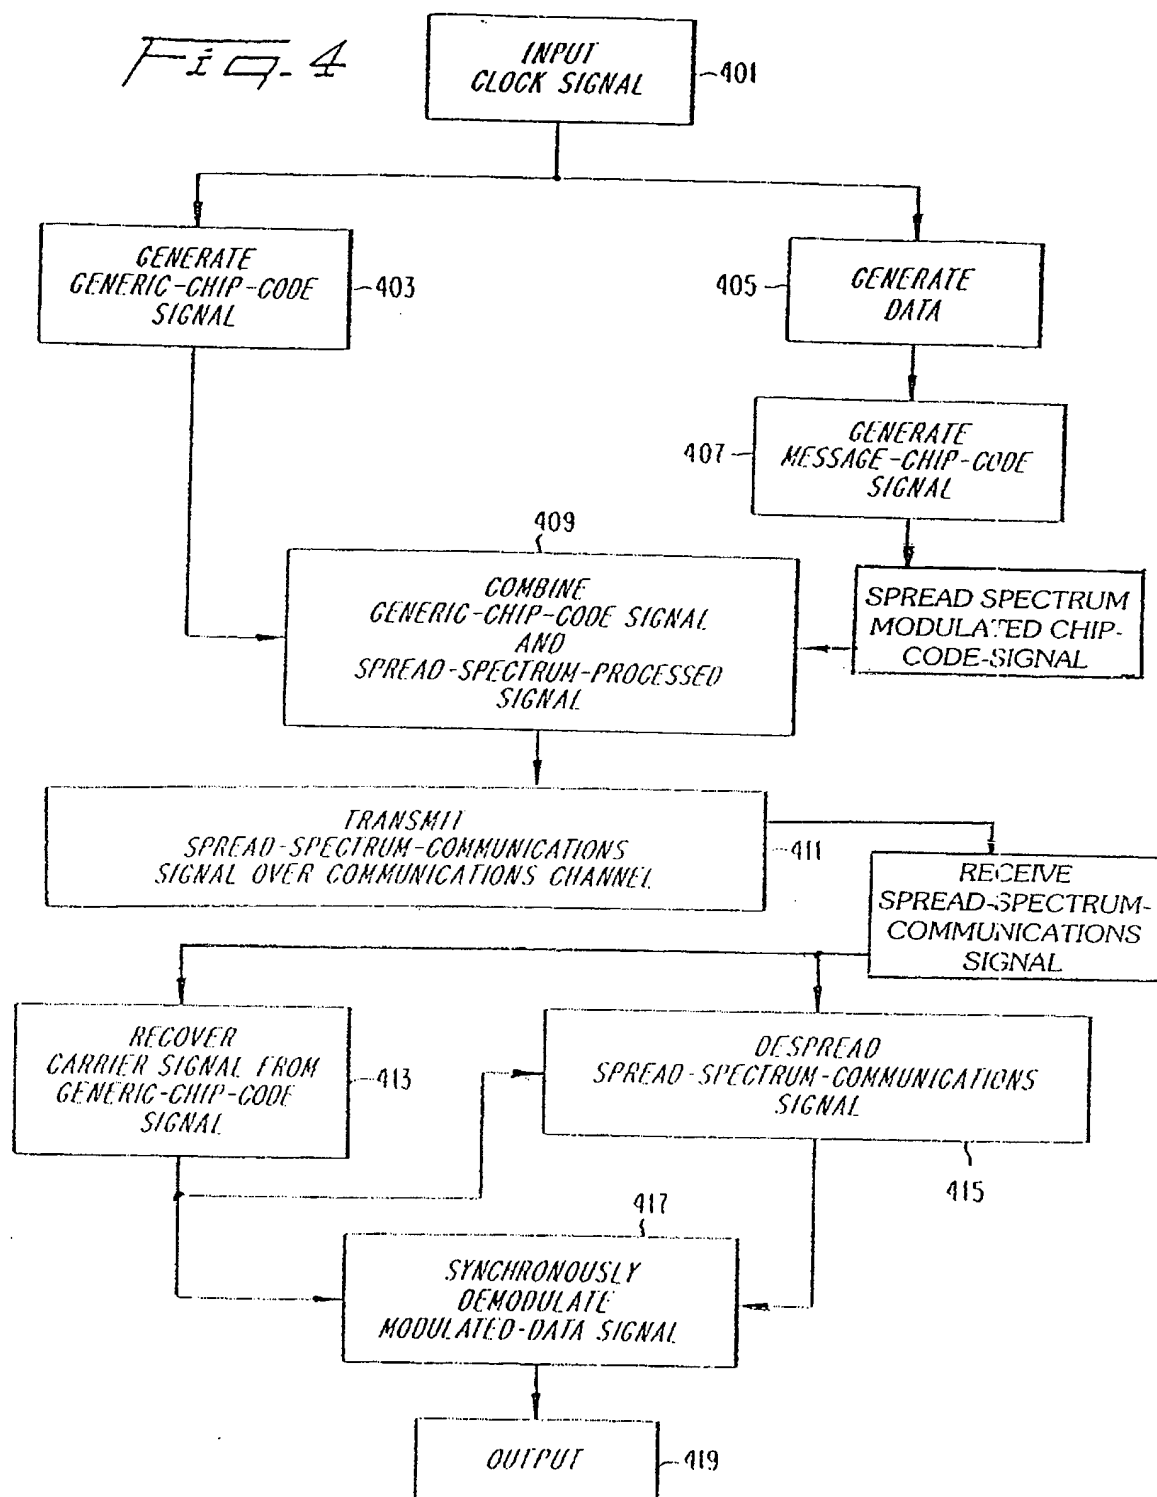 Fig. 4
INPUT
CLOCK SIGNAL
401
GENERATE
GENERIC-CHIP-CODE
SIGNAL
403
405
GENERATE
DATA
407
GENERATE
MESSAGE-CHIP-CODE
SIGNAL
409
COMBINE
GENERIC-CHIP-CODE SIGNAL
AND
SPREAD-SPECTRUM-PROCESSED
SIGNAL
SPREAD SPECTRUM
MODULATED CHIP-
CODE-SIGNAL
TRANSMIT
SPREAD-SPECTRUM-COMMUNICATIONS
SIGNAL OVER COMMUNICATIONS CHANNEL
411
RECEIVE
SPREAD-SPECTRUM-
COMMUNICATIONS
SIGNAL
RECOVER
CARRIER SIGNAL FROM
GENERIC-CHIP-CODE
SIGNAL
413
DESPREAD
SPREAD-SPECTRUM-COMMUNICATIONS
SIGNAL
415
417
SYNCHRONOUSLY
DEMODULATE
MODULATED-DATA SIGNAL
OUTPUT
419